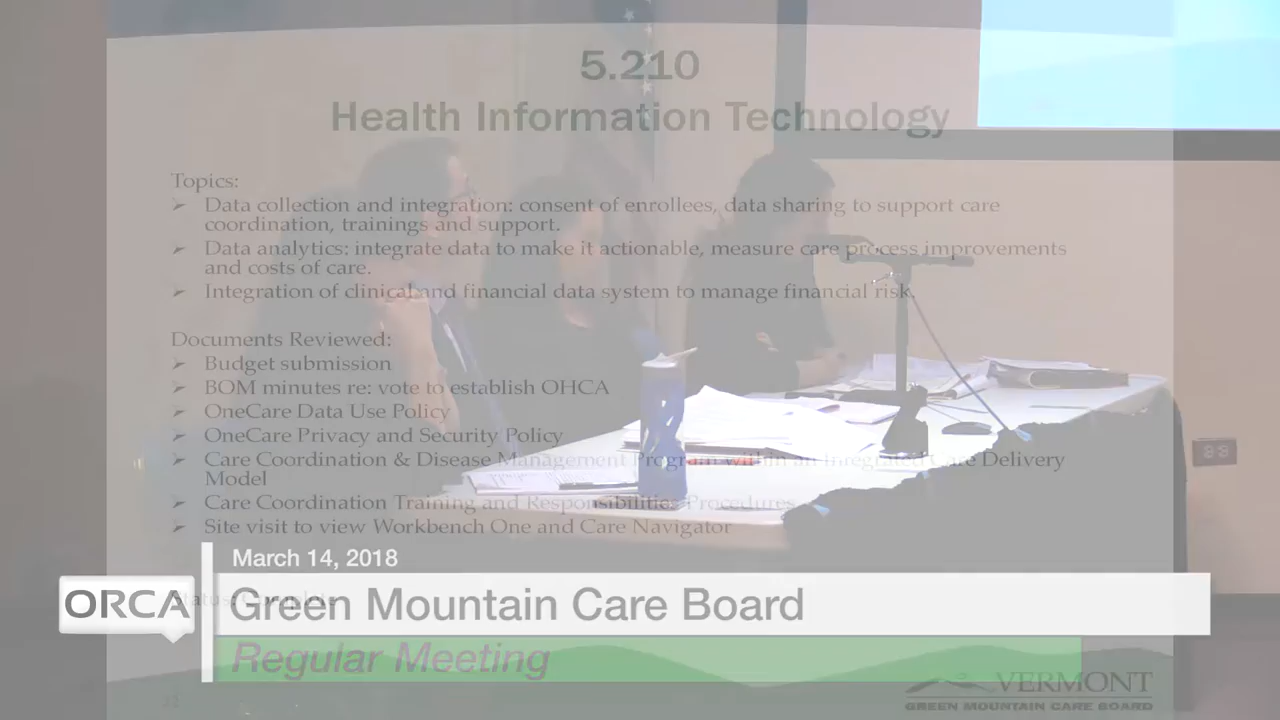 5.210
Health Information Technology
Topics:
➢ Data collection and integration: consent of enrollees, data sharing to support care
coordination, trainings and support.
➢ Data analytics: integrate data to make it actionable, measure care process improvements
and costs of care.
➢ Integration of clinical and financial data system to manage financial risk.
Documents Reviewed:
➢ Budget submission
➢ BOM minutes re: vote to establish OHCA
➢ OneCare Data Use Policy
➢ OneCare Privacy and Security Policy
➢ Care Coordination & Disease Management Program within an Integrated Care Delivery
Model
➢ Care Coordination Training and Responsibilities Procedures
➢ Site visit to view Workbench One and Care Navigator
Status: Complete
March 14, 2018
ORCA
Green Mountain Care Board
Regular Meeting
22
VERMONT
GREEN MOUNTAIN CARE BOARD